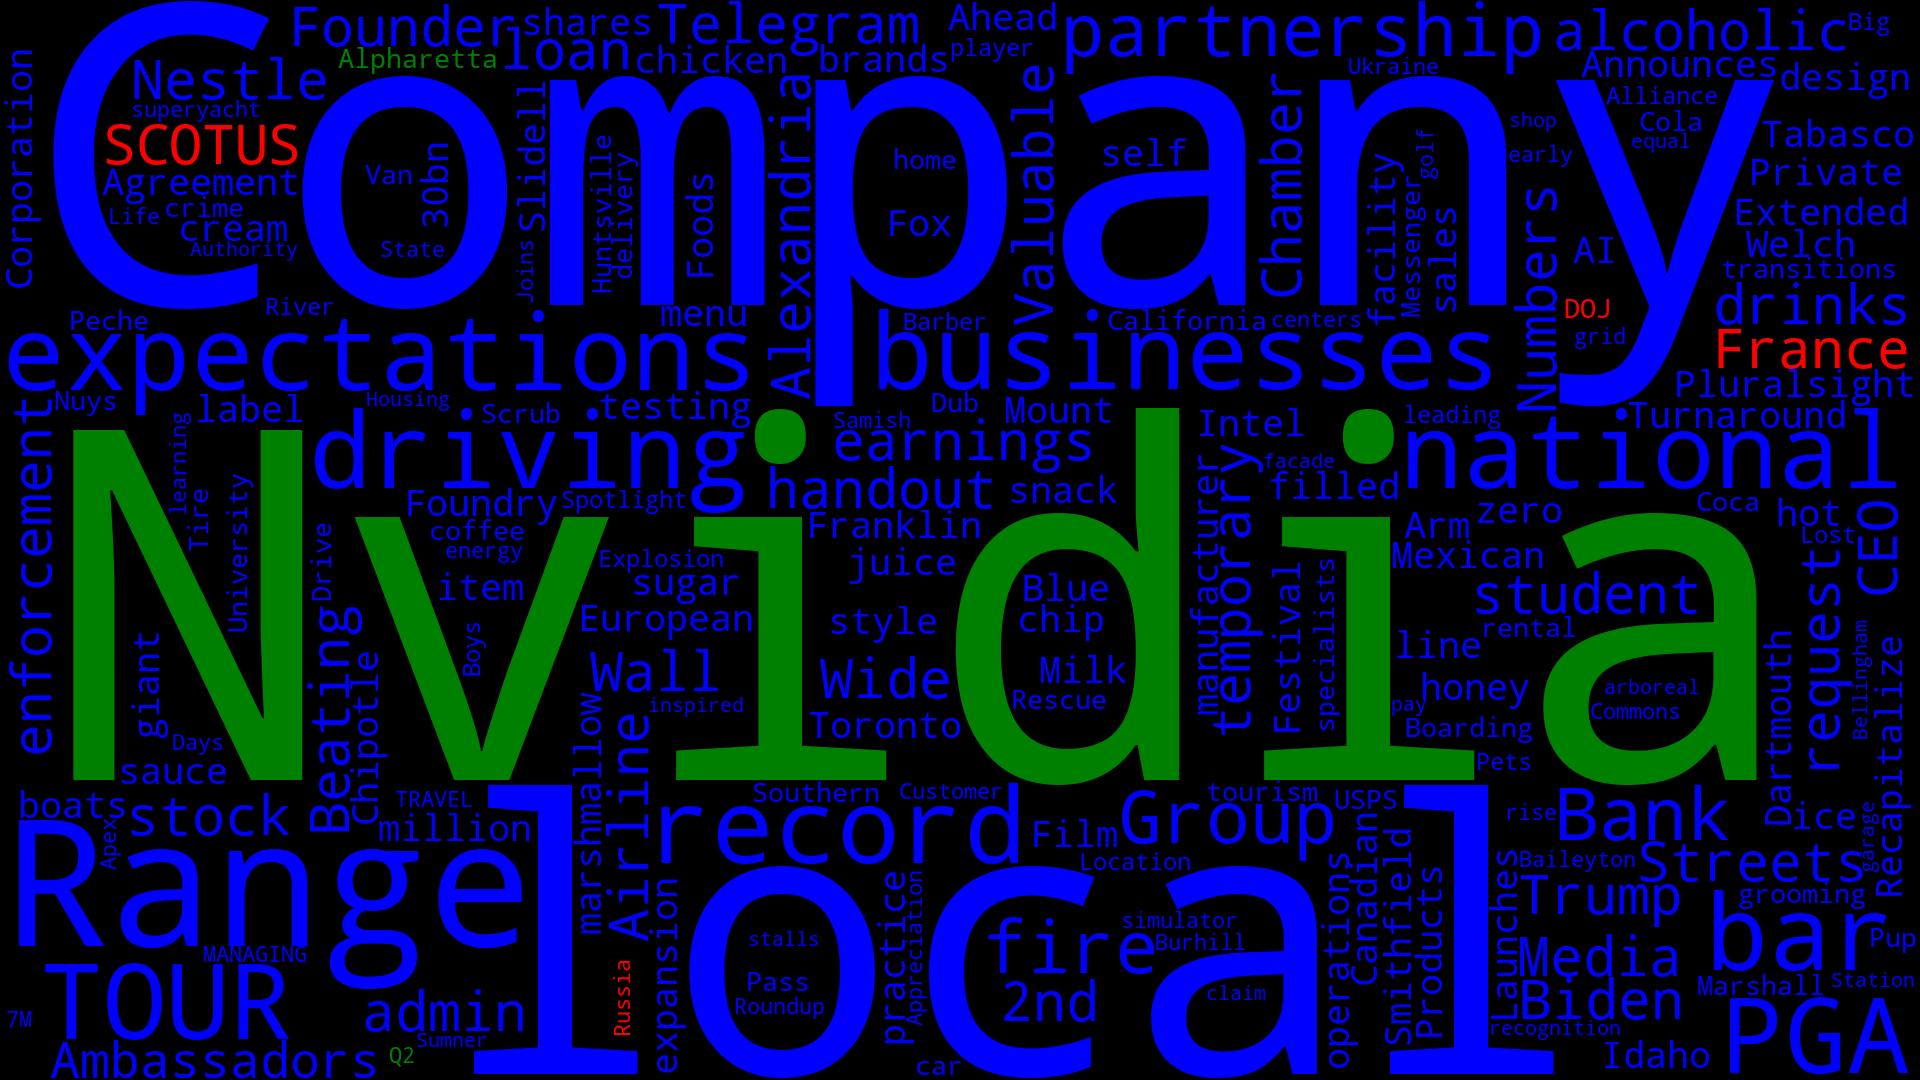 Company
Nvidia
local
Founder
shares
Telegram
Ahead
partnership
alcoholic
Big
Alpharetta
loan
chicken
brands
player
Ukraine
Announces
design
Corporation
Nestle
superyacht
SCOTUS
Agreement
Life
crime
cream
Authority
Van
30bn
State
Slidell
Joins
Huntsville
delivery
Foods
Alexandria
home
Fox
Valuable
self
Chamber
facility
Messenger
golf
sales
shop
early
Numbers
Alliance
Cola
equal
AI
DOJ
grid
Tabasco
Private
Extended
Welch
transitions
drinks
France
Pluralsight
Turnaround
Peche
River
menu
Barber
California
centers
expectations
businesses
Nuys
label
Housing
Scrub
testing
Samish
Dub
Mount
Intel
leading
enforcement
learning
Tire
University
driving
earnings
handout
snack
facade
filled
national
Foundry
Spotlight
coffee
energy
Franklin
Explosion
juice
manufacturer
temporary
Arm
zero
Coca
hot
Lost
CEO
Mexican
Drive
Beating
item
sugar
European
style
Blue
chip
Festival
specialists
student
rental
request
giant
Chipotle
Boys
Wall
inspired
Wide
Milk
Rescue
line
honey
pay
arboreal
Commons
Dartmouth
Bellingham
Recapitalize
Days
sauce
marshmallow
Airline
Toronto
Boarding
Pets
boats
Apex
stock
TRAVEL
million
Southern
Customer
tourism
USPS
rise
Bank
Dice
garage
Range
record
Film
Group
Location
Canadian
Baileyton
Streets
MANAGING
expansion
practice
Appreciation
stalls
Pass
Roundup
fire
simulator
Burhill
2nd
claim
operations
Smithfield
Products
Launches
Trump
grooming
bar
Pup
Media
Marshall
Station
TOUR
7M
admin
Russia
Biden
recognition
Ambassadors
Q2
Sumner
car
Idaho
PGA